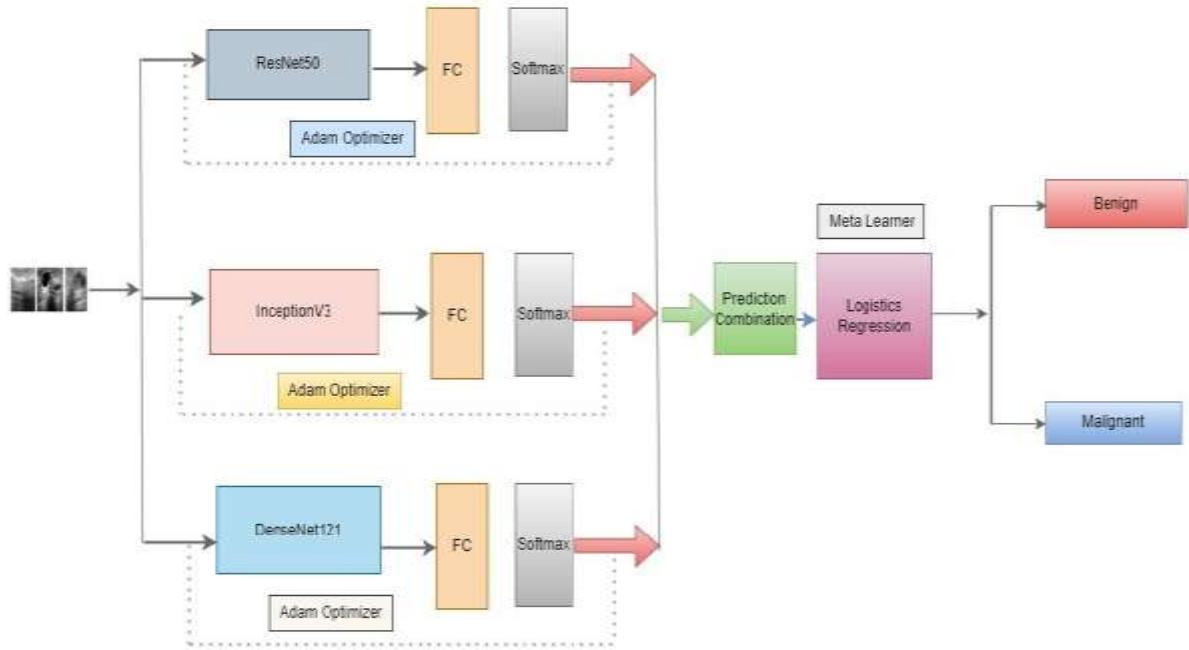 ResNet50
FC
Softmax
Adam Optimizer
InceptionV3
FC
Softmax
Adam Optimizer
DenseNet121
FC
Softmax
Adam Optimizer
Prediction
Combination
Meta Learner
Logistics
Regression
Benign
Malignant